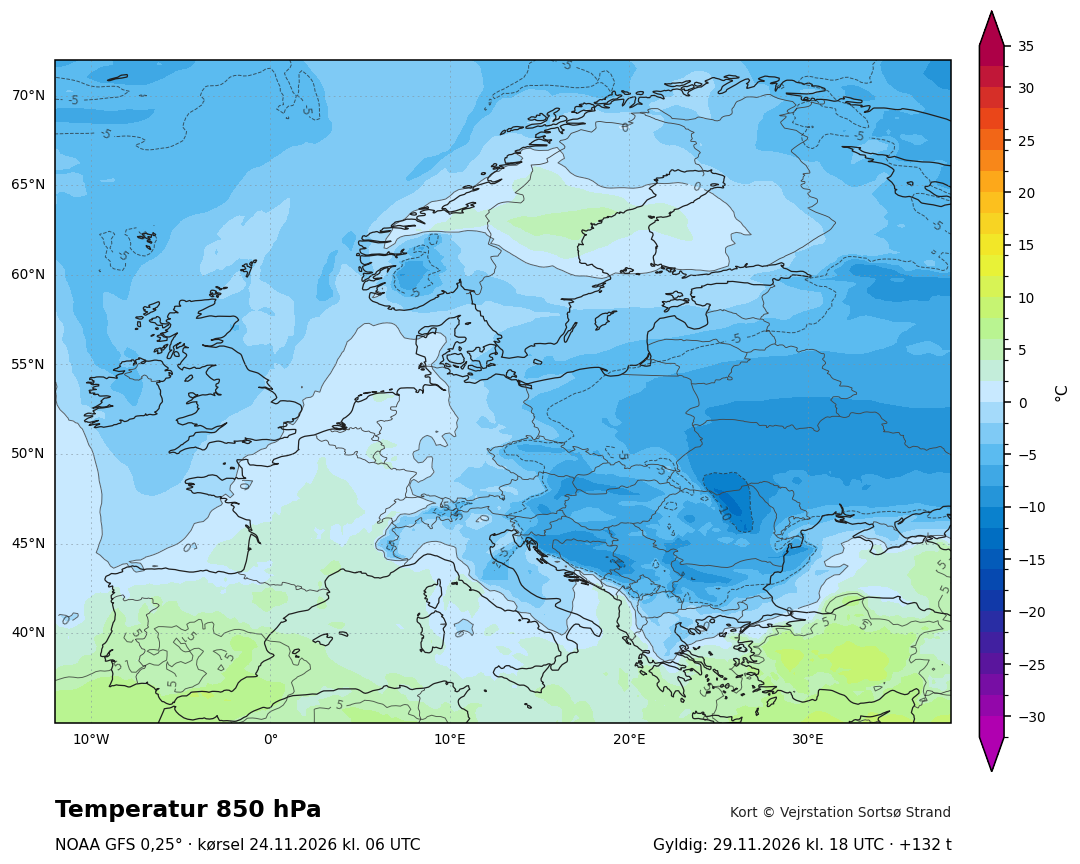 70°N
65°N
60°N
55°N
50°N
45°N
40°N
10°W
0°
10°E
20°E
30°E
35
30
25
20
15
10
5
0
−5
−10
−15
−20
−25
−30
°C
Temperatur 850 hPa
Kort © Vejrstation Sortsø Strand
NOAA GFS 0,25° · kørsel 24.11.2026 kl. 06 UTC
Gyldig: 29.11.2026 kl. 18 UTC · +132 t